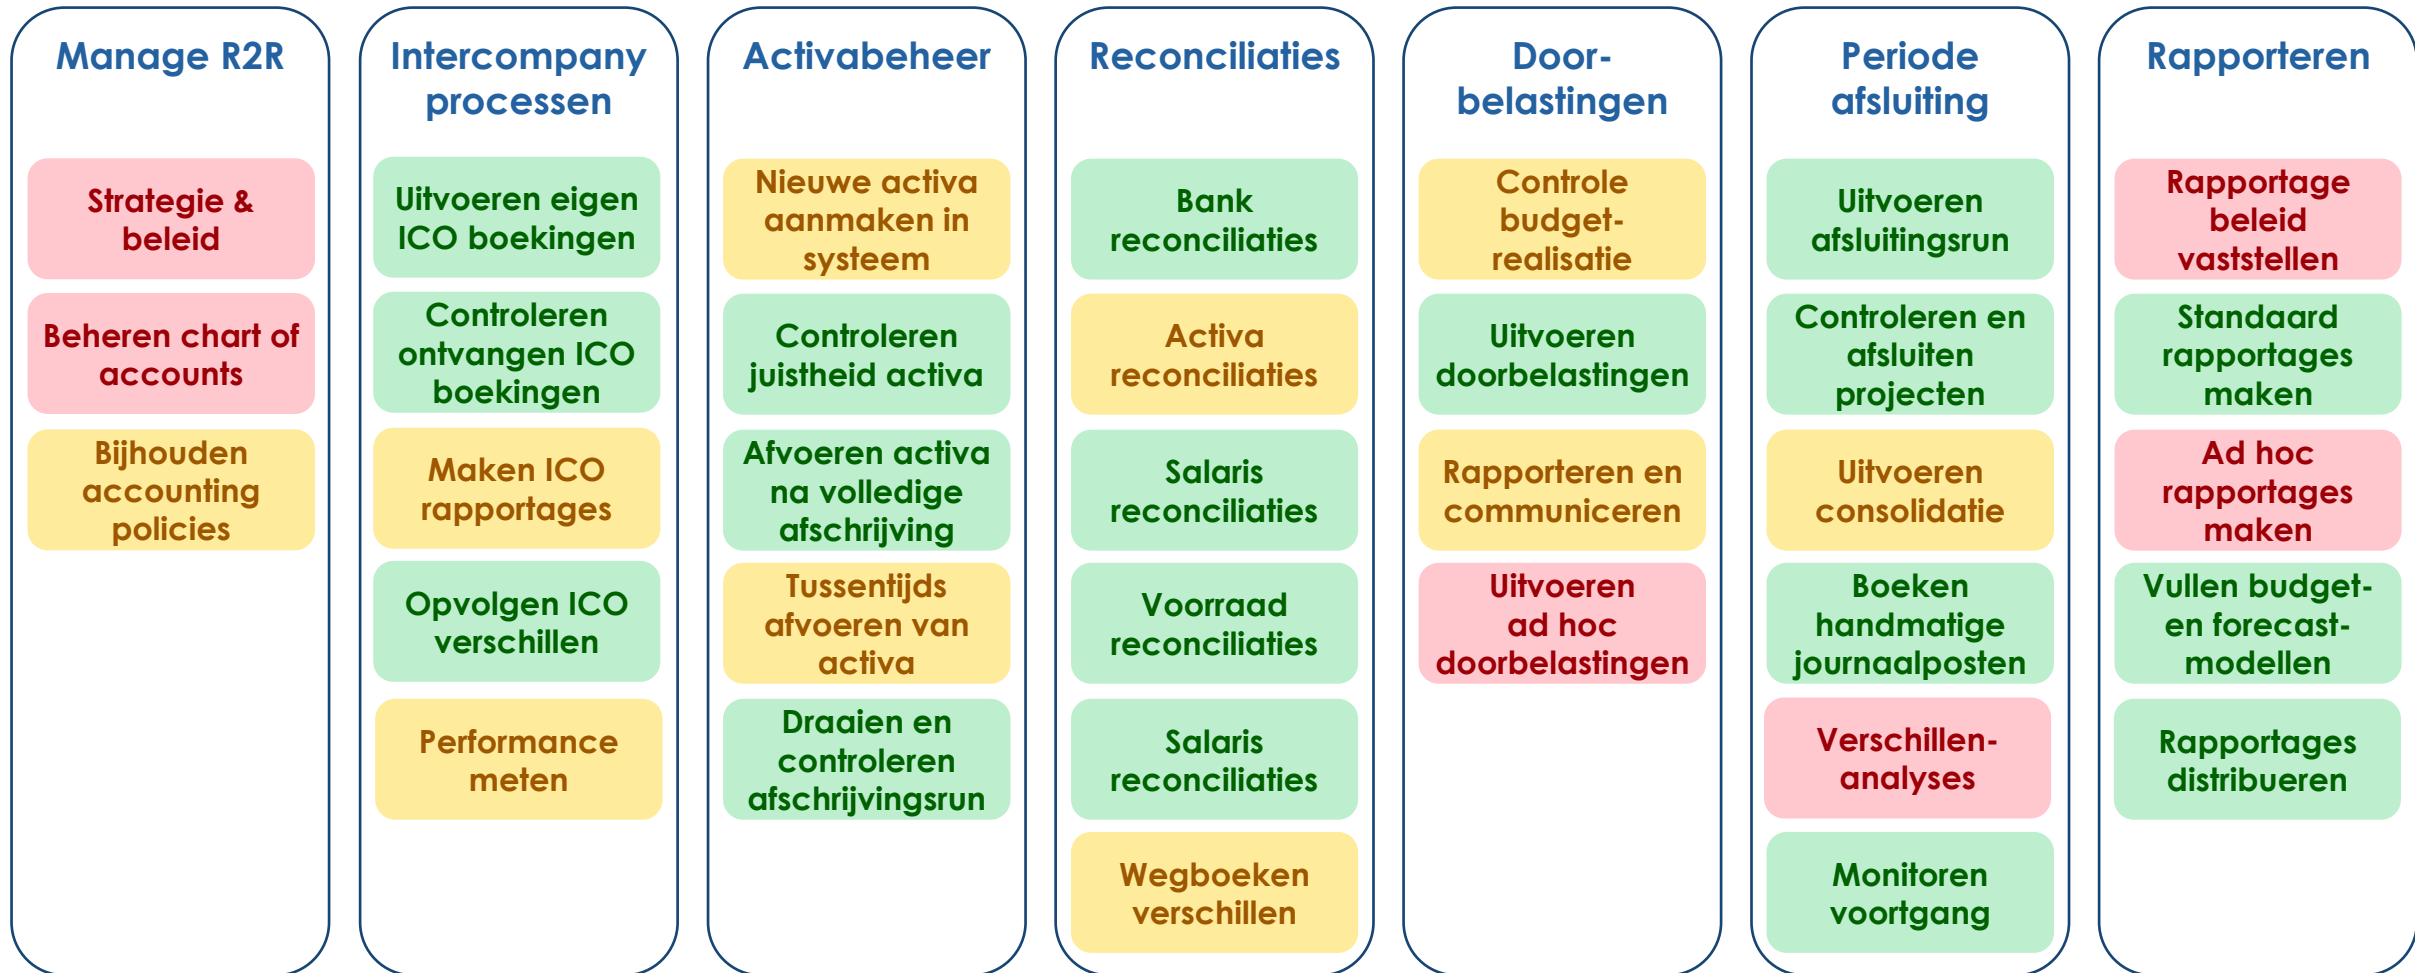 Manage R2R
Strategie &
beleid
Beheren chart of
accounts
Bijhouden
accounting
policies
Intercompany
processen
Uitvoeren eigen
ICO boekingen
Controleren
ontvangen ICO
boekingen
Maken ICO
rapportages
Opvolgen ICO
verschillen
Performance
meten
Activabeheer
Nieuwe activa
aanmaken in
systeem
Controleren
juistheid activa
Afvoeren activa
na volledige
afschrijving
Tussentijds
afvoeren van
activa
Draaien en
controleren
afschrijvingsrun
Reconciliaties
Bank
reconciliaties
Activa
reconciliaties
Salaris
reconciliaties
Voorraad
reconciliaties
Salaris
reconciliaties
Wegboeken
verschillen
Door-
belastingen
Controle
budget-
realisatie
Uitvoeren
doorbelastingen
Rapporteren en
communiceren
Uitvoeren
ad hoc
doorbelastingen
Periode
afsluiting
Uitvoeren
afsluitingsrun
Controleren en
afsluiten
projecten
Uitvoeren
consolidatie
Boeken
handmatige
journaalposten
Verschillen-
analyses
Monitoren
voortgang
Rapporteren
Rapportage
beleid
vaststellen
Standaard
rapportages
maken
Ad hoc
rapportages
maken
Vullen budget-
en forecast-
modellen
Rapportages
distribueren